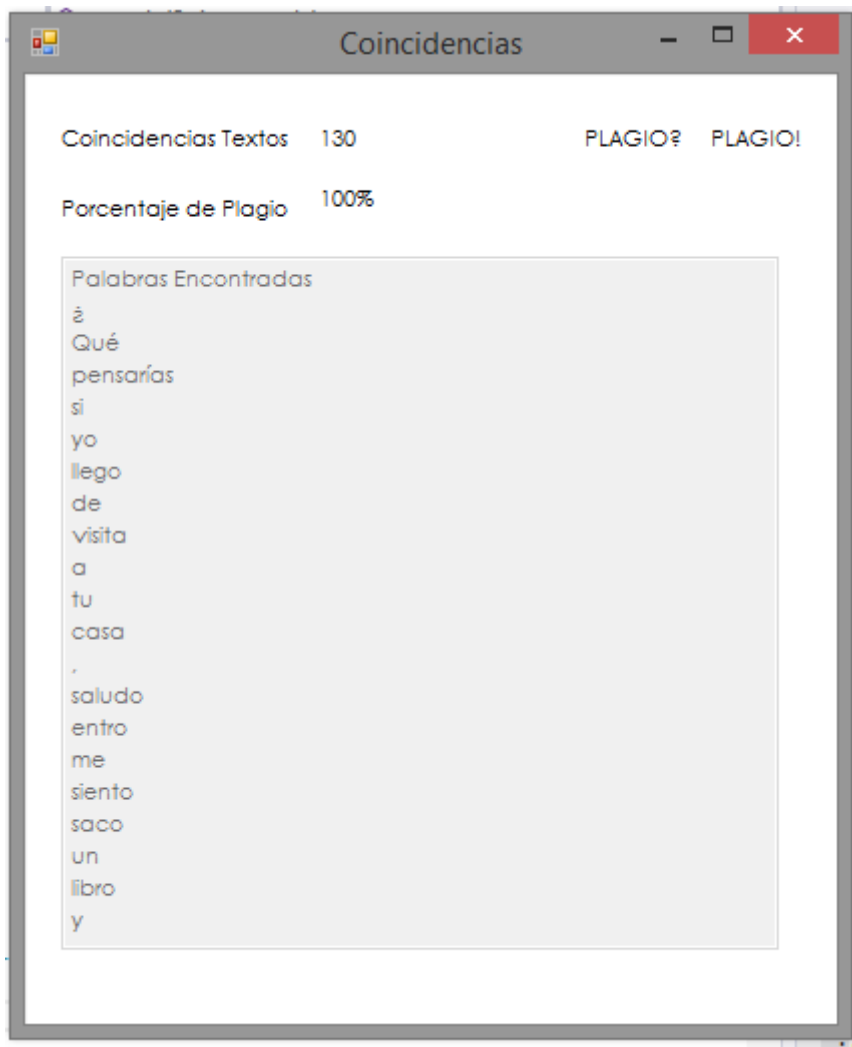 Coincidencias
Coincidencias Textos 130 PLAGIO? PLAGIO!
Porcentaje de Plagio 100%
Palabras Encontradas
¿
Qué
pensarías
si
yo
llego
de
visita
a
tu
casa
,
saludo
entro
me
siento
saco
un
libro
y